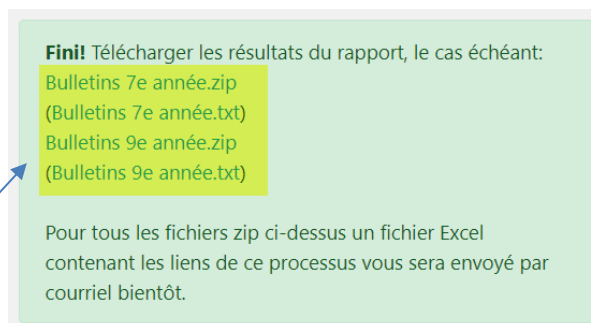 Fini! Télécharger les résultats du rapport, le cas échéant:
Bulletins 7e année.zip
(Bulletins 7e année.txt)
Bulletins 9e année.zip
(Bulletins 9e année.txt)
Pour tous les fichiers zip ci-dessus un fichier Excel
contenant les liens de ce processus vous sera envoyé par
courriel bientôt.